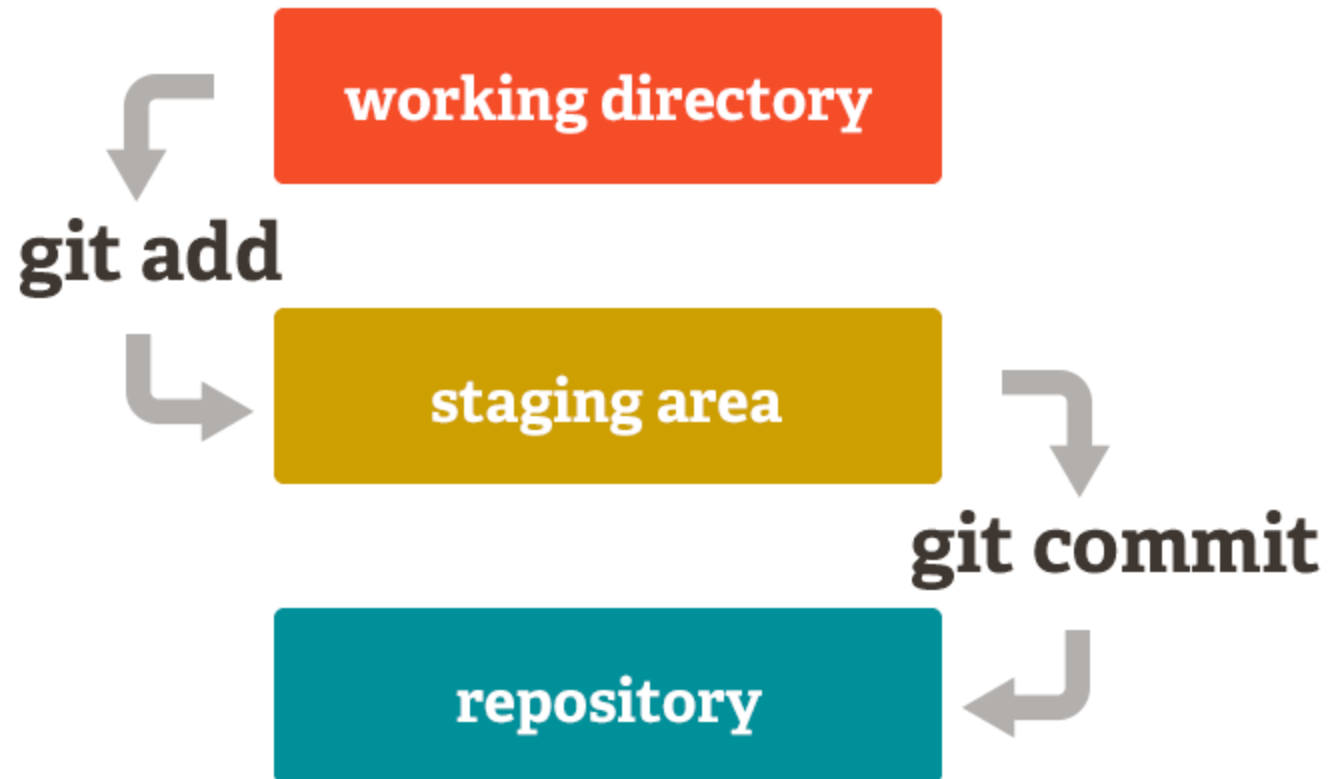 working directory
git add
staging area
git commit
repository